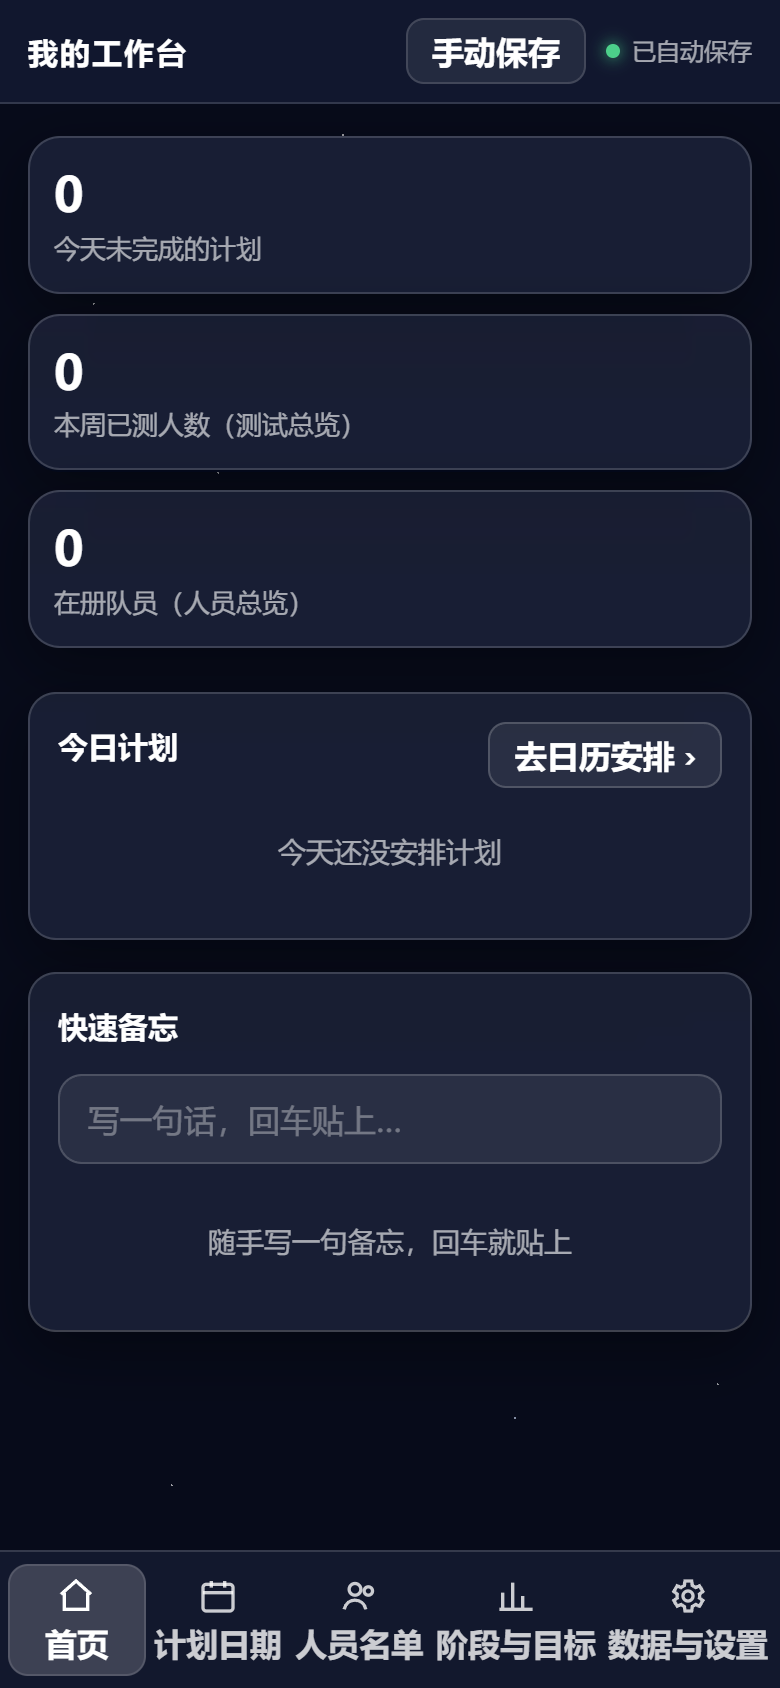 我的工作台
手动保存
已自动保存
0
今天未完成的计划
0
本周已测人数（测试总览）
0
在册队员（人员总览）
今日计划
去日历安排 ›
今天还没安排计划
快速备忘
写一句话，回车贴上...
随手写一句备忘，回车就贴上
首页
计划日期
人员名单
阶段与目标
数据与设置